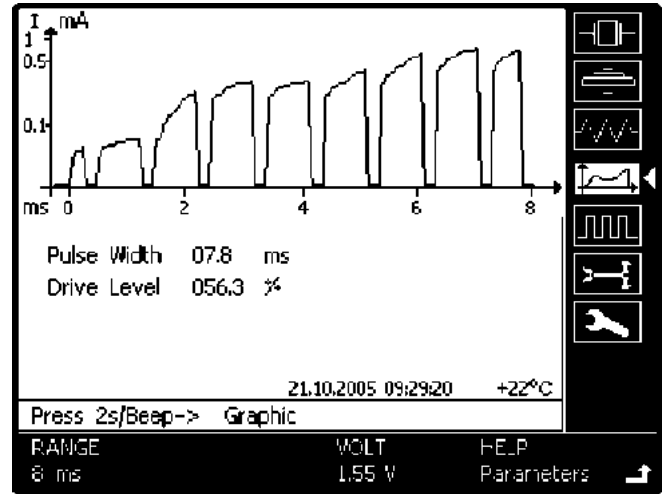 I mA
1
0.5
0.1
ms 0 2 4 6 8
Pulse Width 07.8 ms
Drive Level 056.3 %
21.10.2005 09:29:20 +22°C
Press 2s/Beep-> Graphic
RANGE VOLT HELP
8 ms 1.55 V Parameters